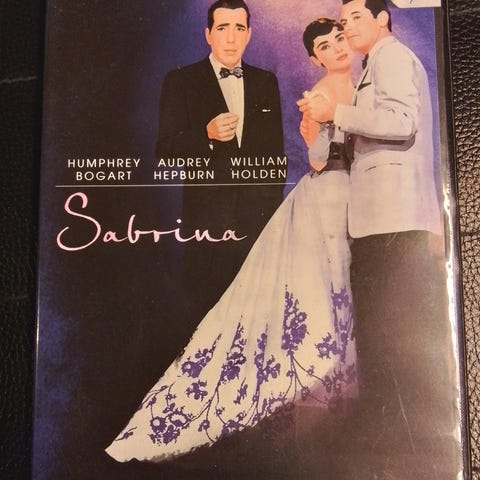 HUMPHREY AUDREY WILLIAM
BOGART HEPBURN HOLDEN
Sabrina